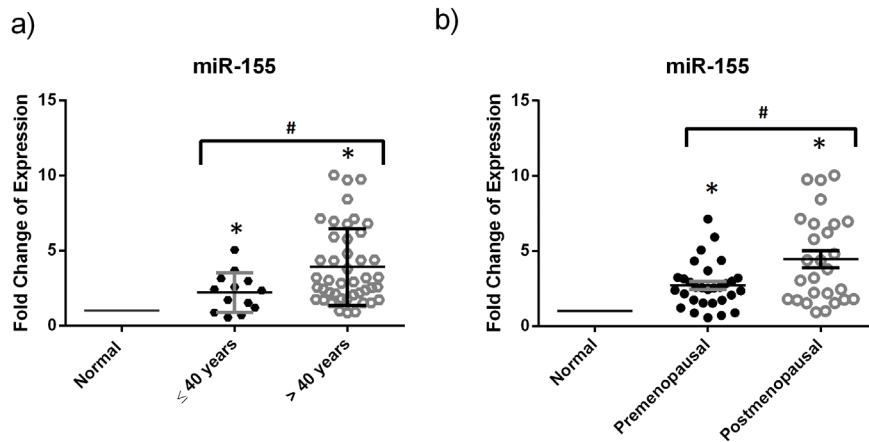 a)
miR-155
Fold Change of Expression
15
10
5
0
#
*
*
Normal
≤ 40 years
> 40 years
b)
miR-155
Fold Change of Expression
15
10
5
0
#
*
*
Normal
Premenopausal
Postmenopausal